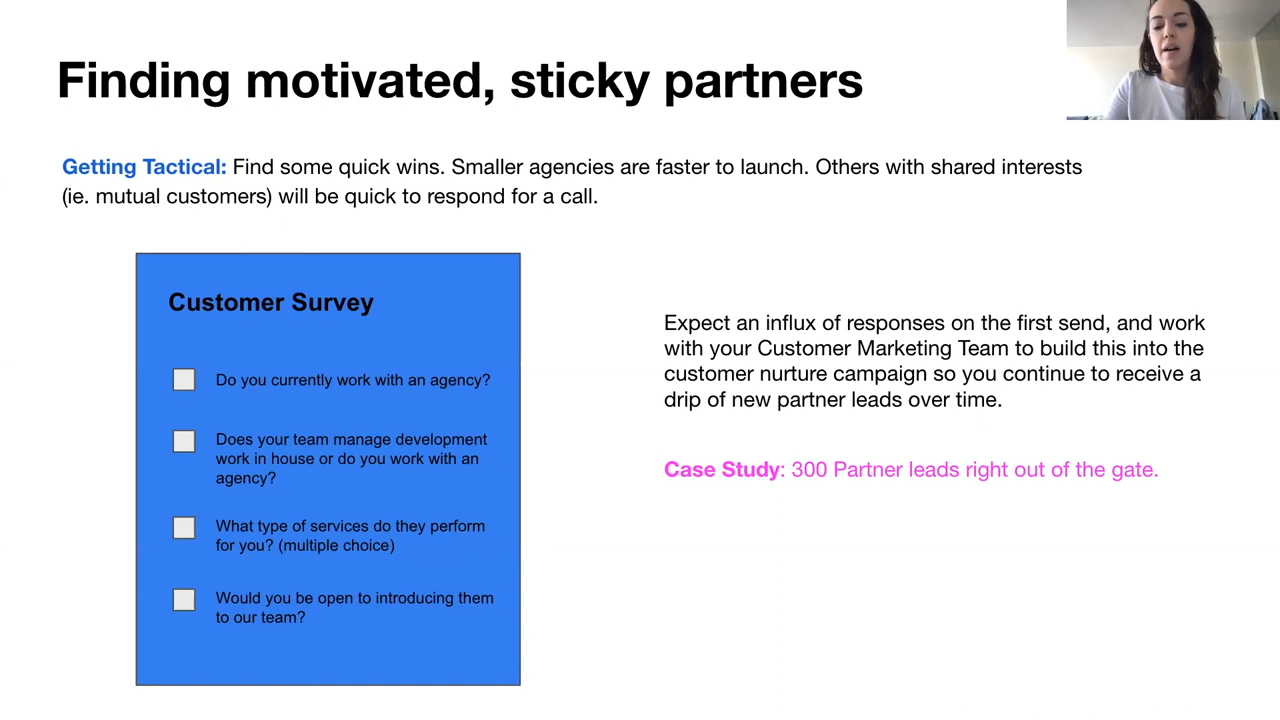 Finding motivated, sticky partners
Getting Tactical: Find some quick wins. Smaller agencies are faster to launch. Others with shared interests
(ie. mutual customers) will be quick to respond for a call.
Customer Survey
Do you currently work with an agency?
Does your team manage development
work in house or do you work with an
agency?
What type of services do they perform
for you? (multiple choice)
Would you be open to introducing them
to our team?
Expect an influx of responses on the first send, and work
with your Customer Marketing Team to build this into the
customer nurture campaign so you continue to receive a
drip of new partner leads over time.
Case Study: 300 Partner leads right out of the gate.